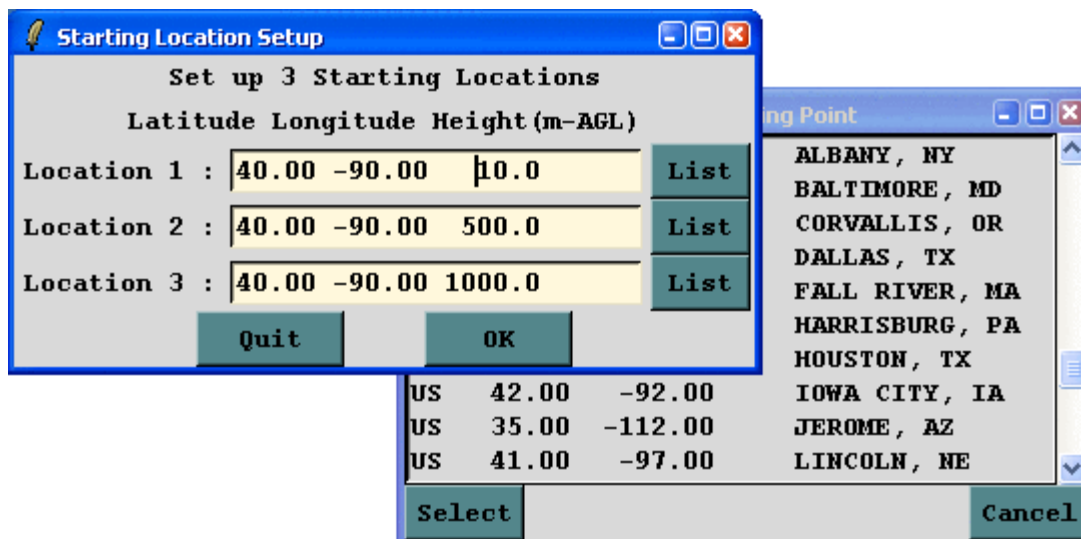 Starting Location Setup
Set up 3 Starting Locations
Latitude Longitude Height(m-AGL)
Location 1 : 40.00 -90.00 10.0 List
Location 2 : 40.00 -90.00 500.0 List
Location 3 : 40.00 -90.00 1000.0 List
Quit OK
ing Point
ALBANY, NY
BALTIMORE, MD
CORVALLIS, OR
DALLAS, TX
FALL RIVER, MA
HARRISBURG, PA
HOUSTON, TX
US 42.00 -92.00 IOWA CITY, IA
US 35.00 -112.00 JEROME, AZ
US 41.00 -97.00 LINCOLN, NE
Select Cancel